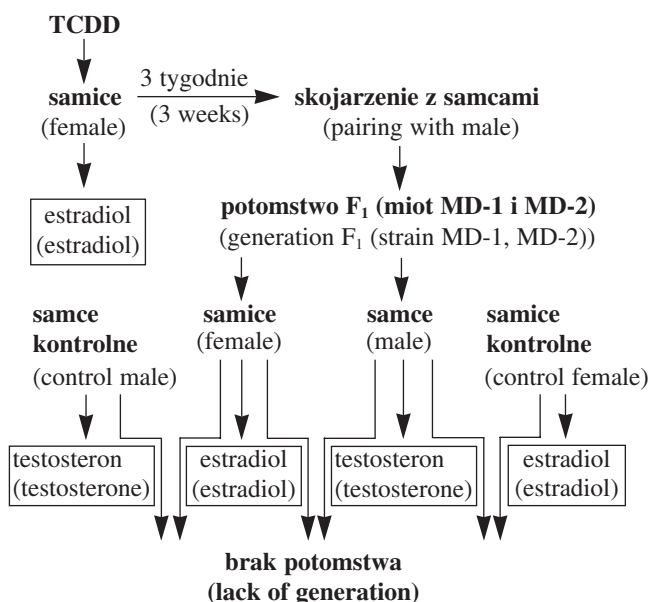 TCDD
samice
(female)
3 tygodnie
(3 weeks)
skojarzenie z samcami
(pairing with male)
estradiol
(estradiol)
potomstwo F₁ (miot MD-1 i MD-2)
(generation F₁ (strain MD-1, MD-2))
samce
kontrolne
(control male)
samice
(female)
samce
(male)
samice
kontrolne
(control female)
testosteron
(testosterone)
estradiol
(estradiol)
testosteron
(testosterone)
estradiol
(estradiol)
brak potomstwa
(lack of generation)